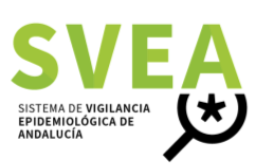 SVEA
SISTEMA DE VIGILANCIA
EPIDEMIOLÓGICA DE
ANDALUCÍA